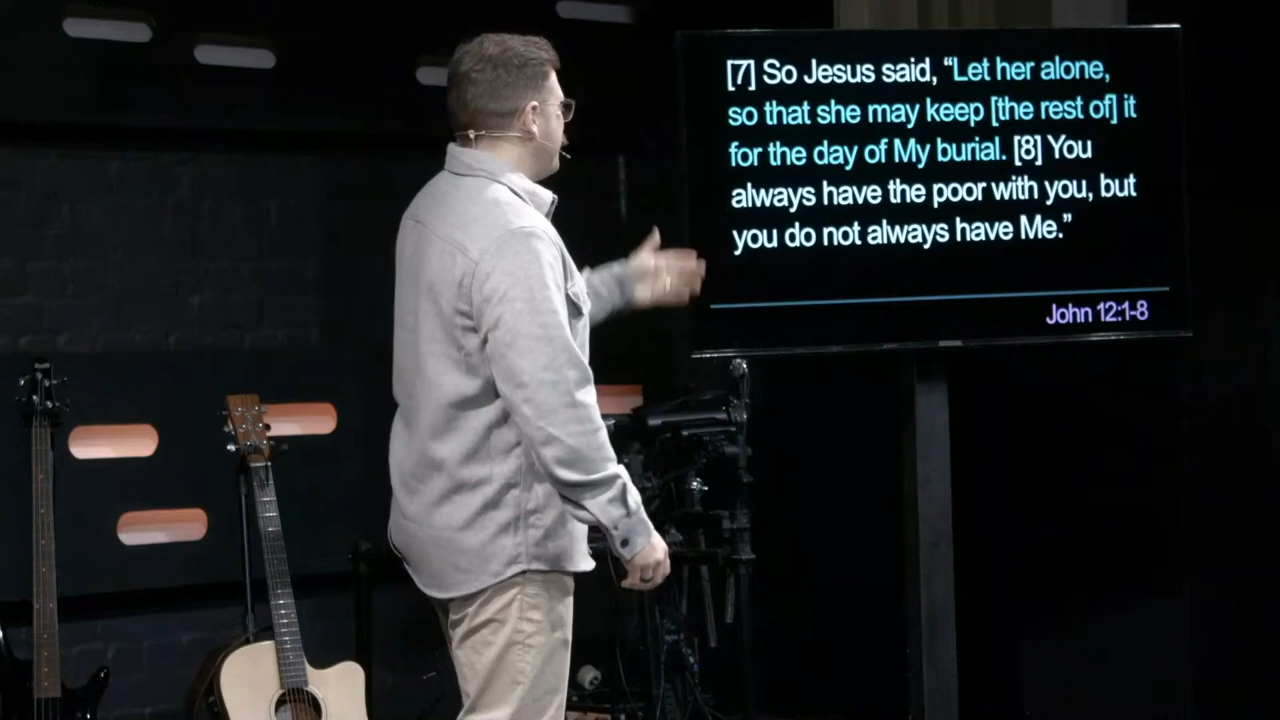 [7] So Jesus said, “Let her alone,
so that she may keep [the rest of] it
for the day of My burial. [8] You
always have the poor with you, but
you do not always have Me.”
John 12:1-8